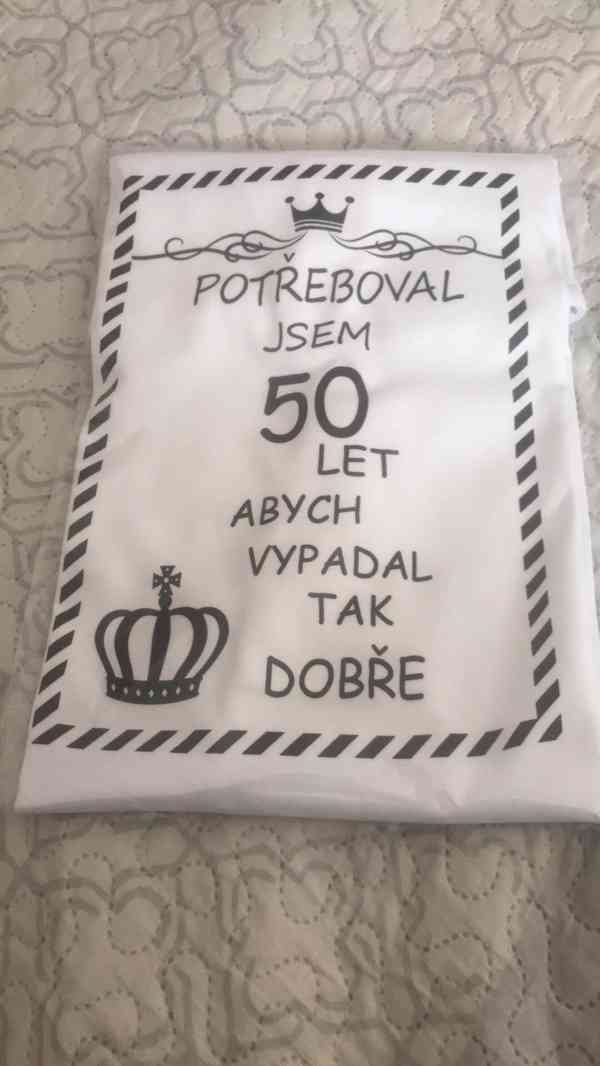 POTŘEBOVAL
JSEM
50
LET
ABYCH
VYPADAL
TAK
DOBŘE